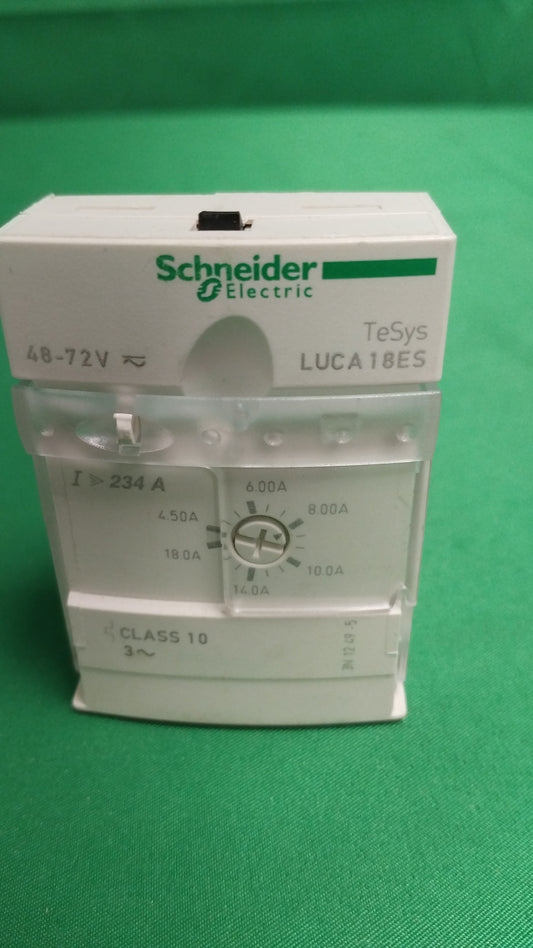 Schneider
Electric
TeSys
48-72V ⎓
LUCA18ES
I ⩾ 234 A
6.00A
4.50A
8.00A
18.0A
10.0A
14.0A
CLASS 10
3~
3N 12 49 -5